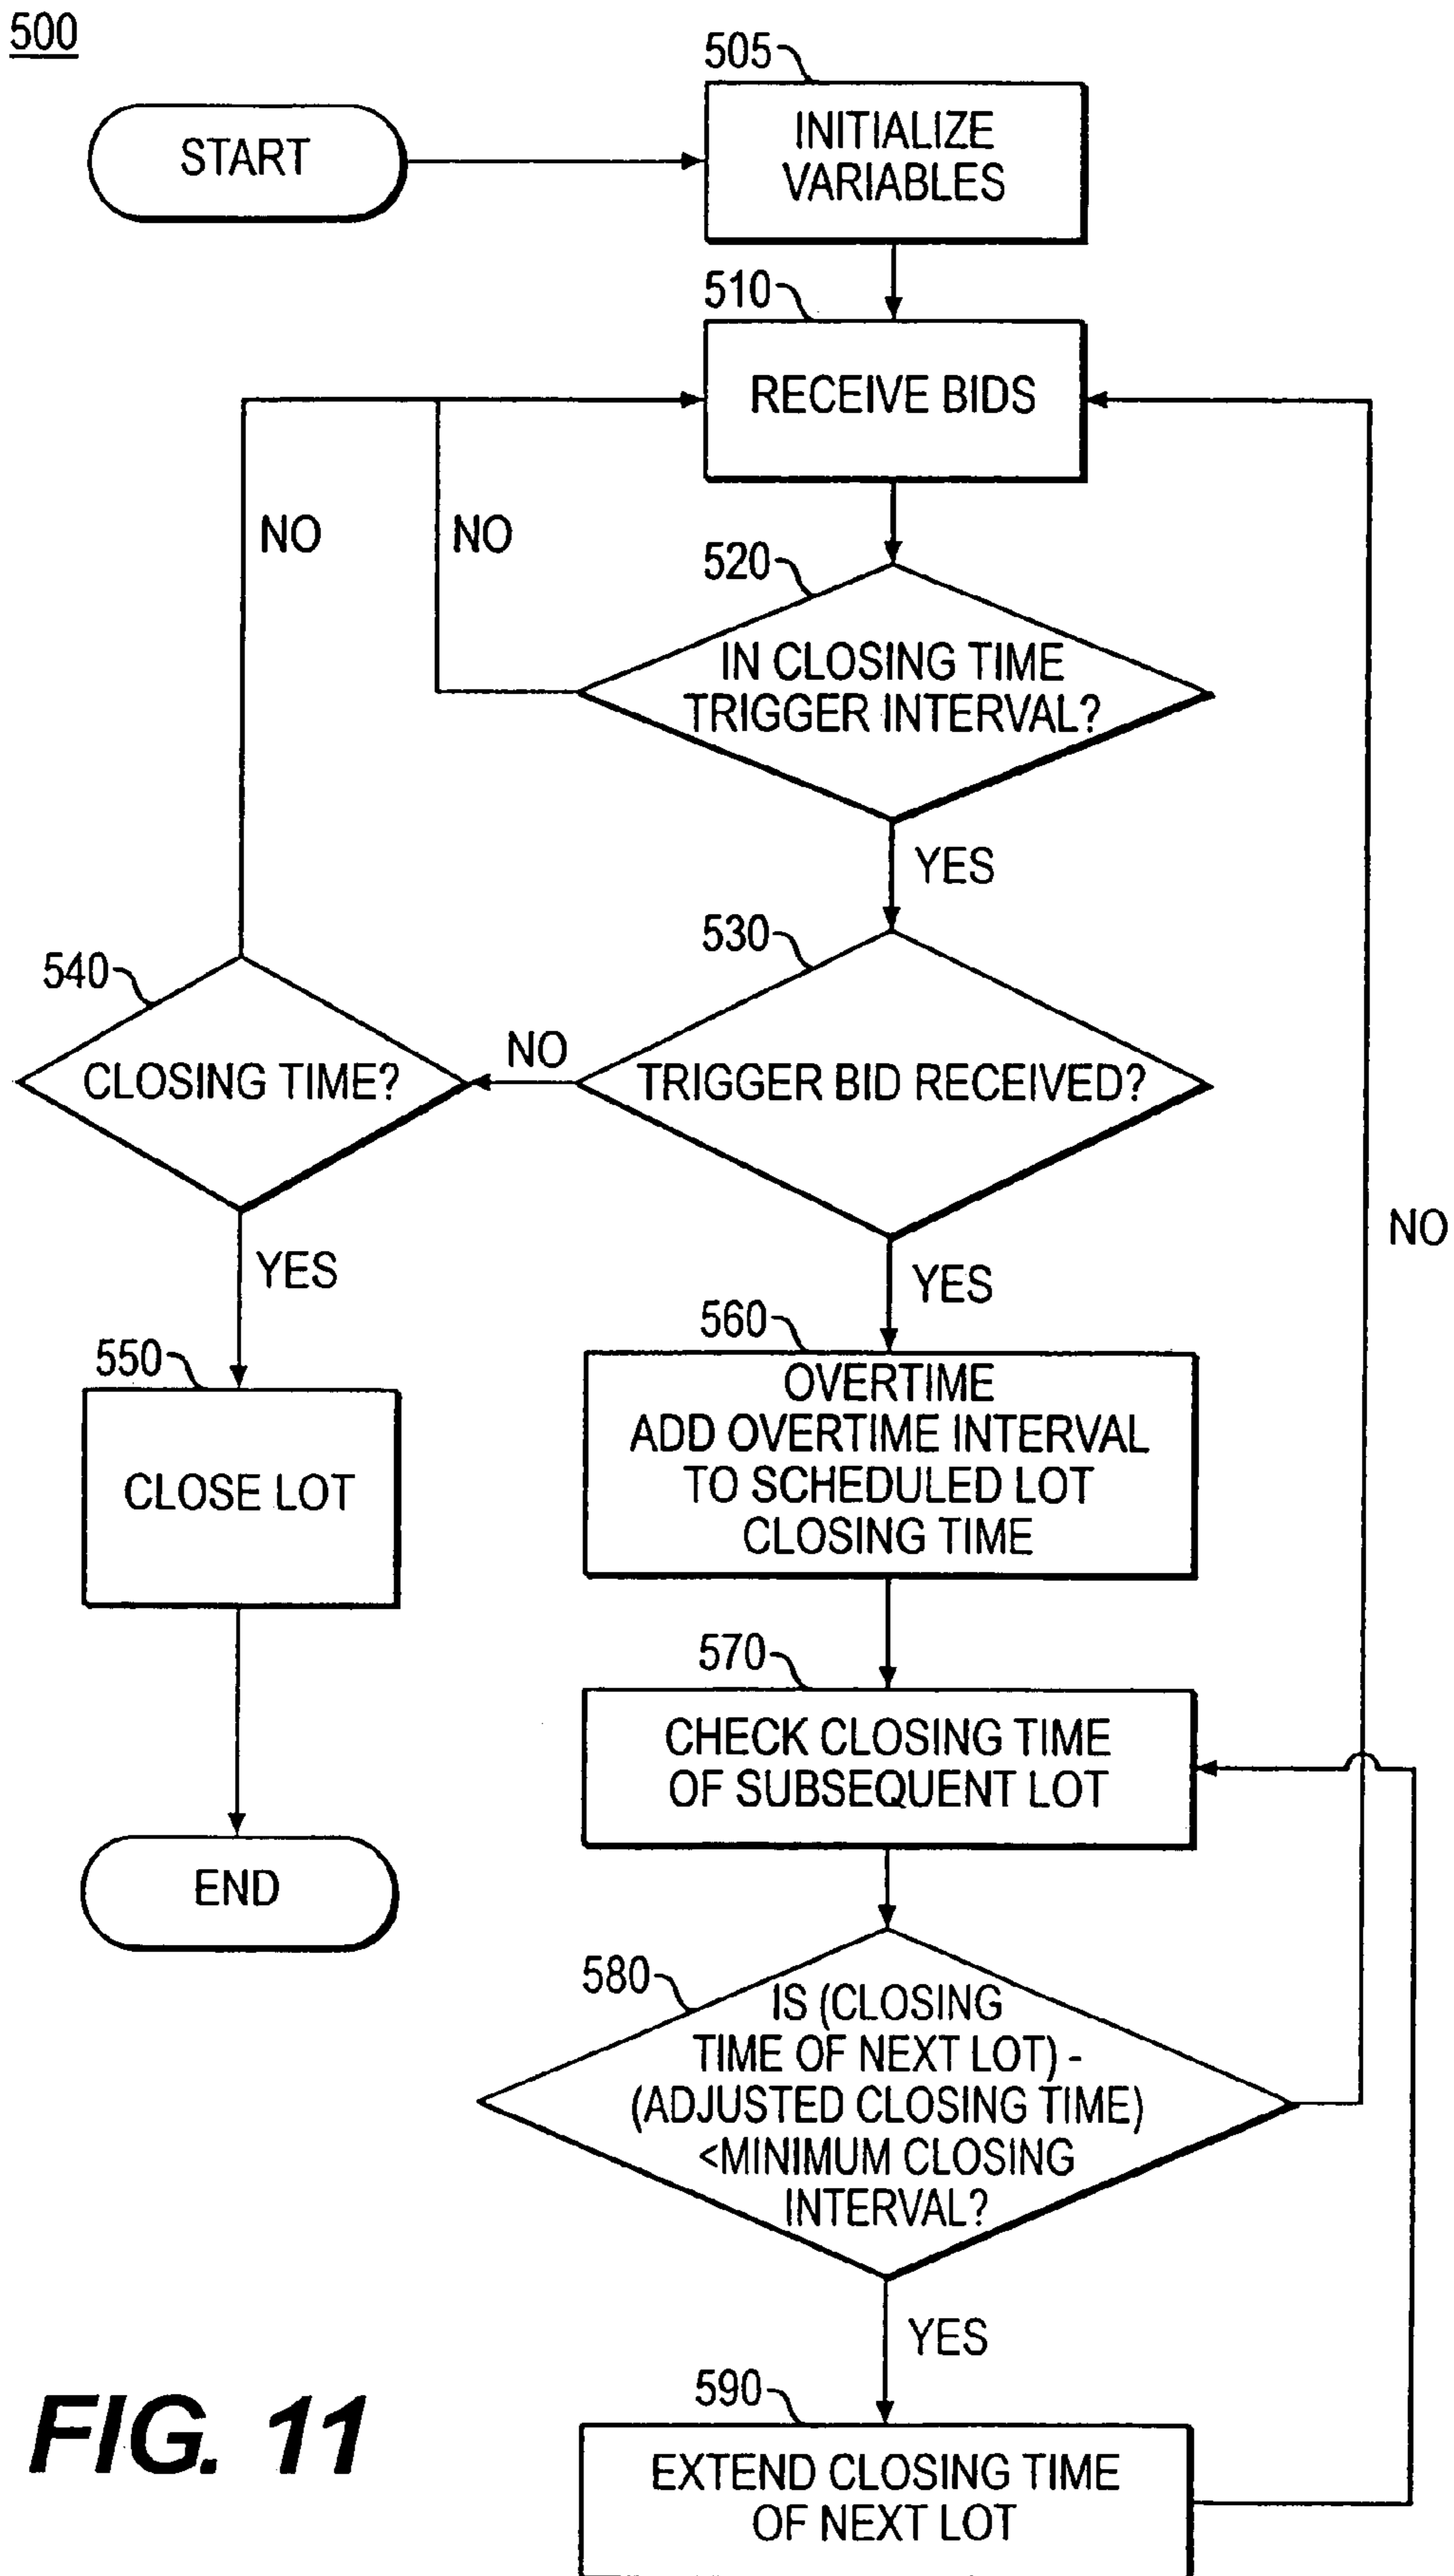 500
505
START
INITIALIZE
VARIABLES
510
RECEIVE BIDS
NO
NO
520
IN CLOSING TIME
TRIGGER INTERVAL?
YES
530
540
NO
CLOSING TIME?
TRIGGER BID RECEIVED?
NO
YES
YES
560
550
OVERTIME
ADD OVERTIME INTERVAL
TO SCHEDULED LOT
CLOSING TIME
CLOSE LOT
570
CHECK CLOSING TIME
OF SUBSEQUENT LOT
END
580
IS (CLOSING
TIME OF NEXT LOT) -
(ADJUSTED CLOSING TIME)
<MINIMUM CLOSING
INTERVAL?
YES
590
EXTEND CLOSING TIME
OF NEXT LOT
FIG. 11